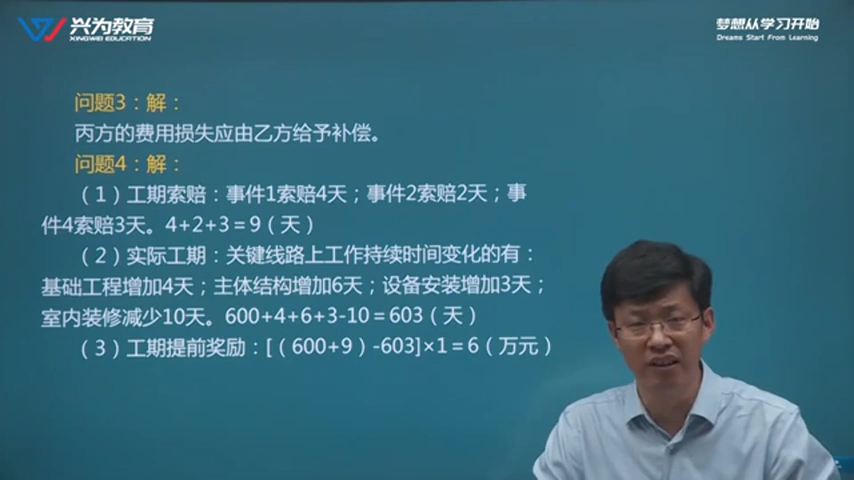 兴为教育
XINGWEI EDUCATION
梦想从学习开始
Dreams Start From Learning
问题3：解：
丙方的费用损失应由乙方给予补偿。
问题4：解：
（1）工期索赔：事件1索赔4天；事件2索赔2天；事
件4索赔3天。4+2+3＝9（天）
（2）实际工期：关键线路上工作持续时间变化的有：
基础工程增加4天；主体结构增加6天；设备安装增加3天；
室内装修减少10天。600+4+6+3-10＝603（天）
（3）工期提前奖励：[（600+9）-603]×1＝6（万元）